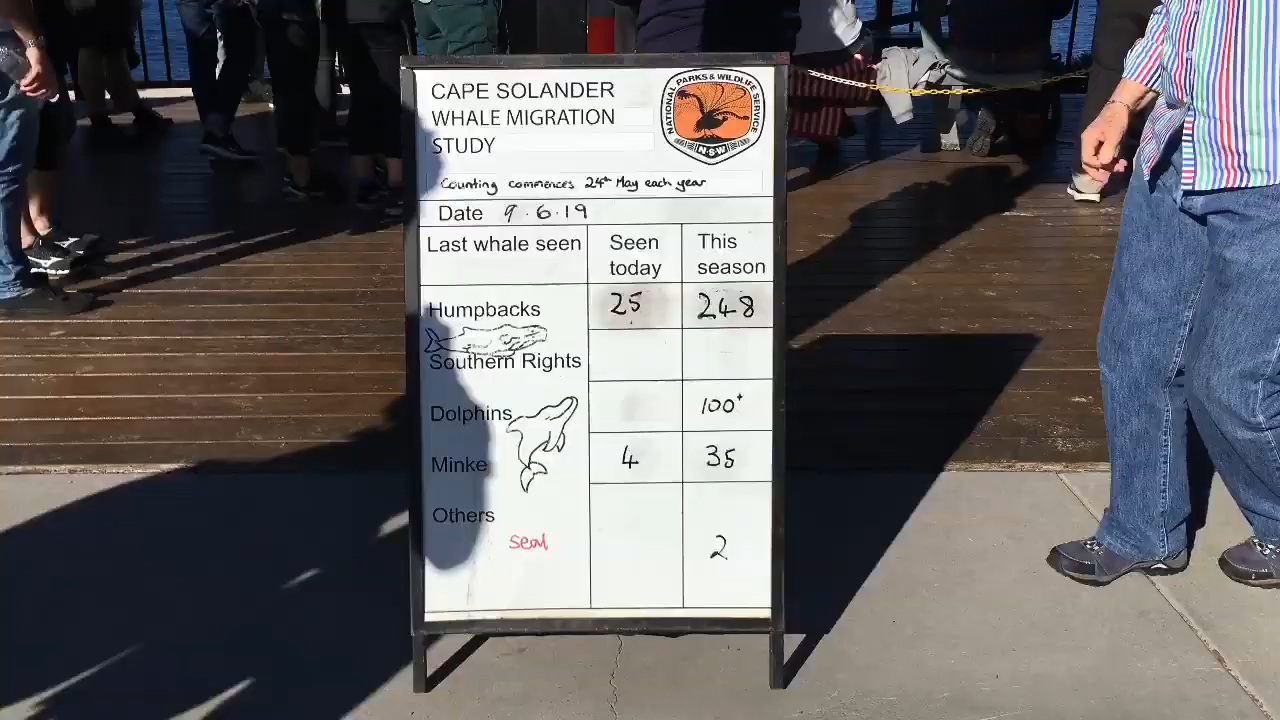 CAPE SOLANDER
WHALE MIGRATION
STUDY
NATIONAL PARKS & WILDLIFE SERVICE
N·S·W
Counting commences 24th May each year
Date 9.6.19
Last whale seen
Seen
today
This
season
Humpbacks 25 248
Southern Rights
Dolphins 100+
Minke 4 35
Others
seal 2